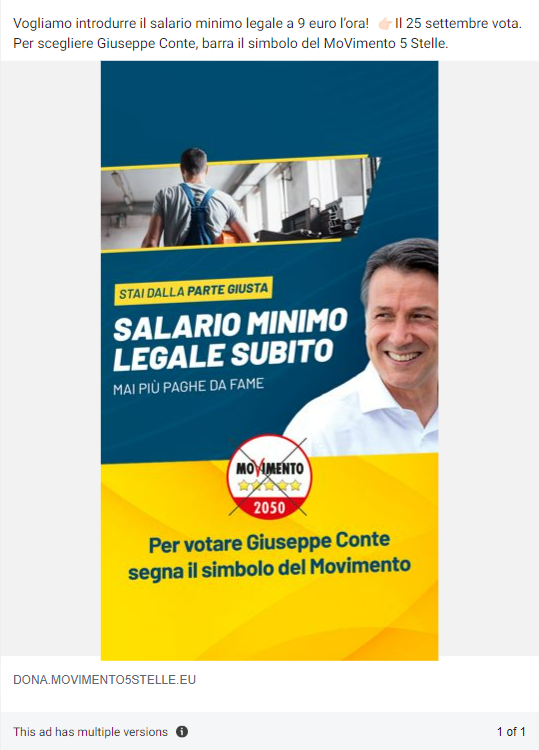 Vogliamo introdurre il salario minimo legale a 9 euro l'ora! 👉🏻Il 25 settembre vota.
Per scegliere Giuseppe Conte, barra il simbolo del MoVimento 5 Stelle.
STAI DALLA PARTE GIUSTA
SALARIO MINIMO
LEGALE SUBITO
MAI PIÙ PAGHE DA FAME
MOVIMENTO
2050
Per votare Giuseppe Conte
segna il simbolo del Movimento
DONA.MOVIMENTO5STELLE.EU
This ad has multiple versions
1 of 1